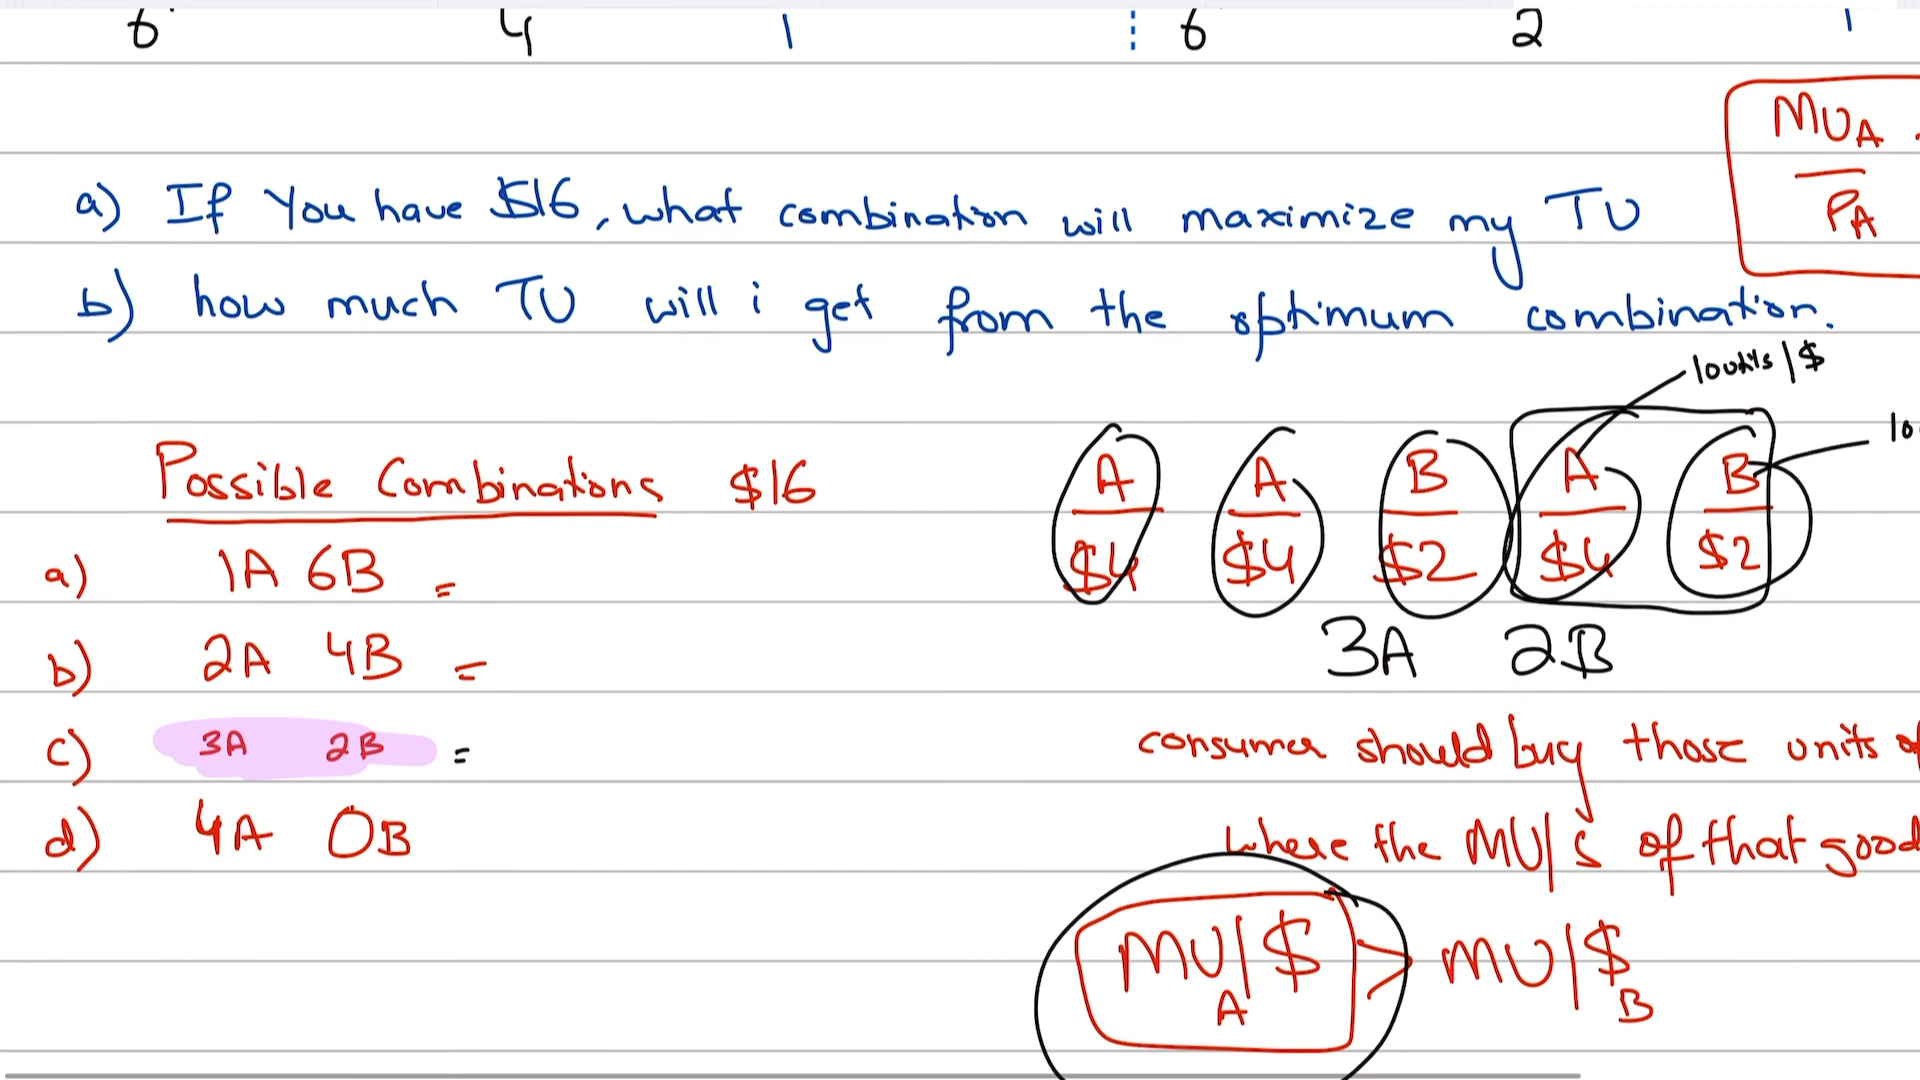 6 4 1 6 2 1
MUA
PA
a) If You have $16, what combination will maximize my TU
b) how much TU will i get from the optimum combination.
10utils/$
10
Possible Combinations $16
A A B A B
$4 $4 $2 $4 $2
a) 1A 6B =
3A 2B
b) 2A 4B =
c) 3A 2B =
consumer should buy those units of
d) 4A 0B
where the MU/$ of that good
MU/$ A > MU/$ B